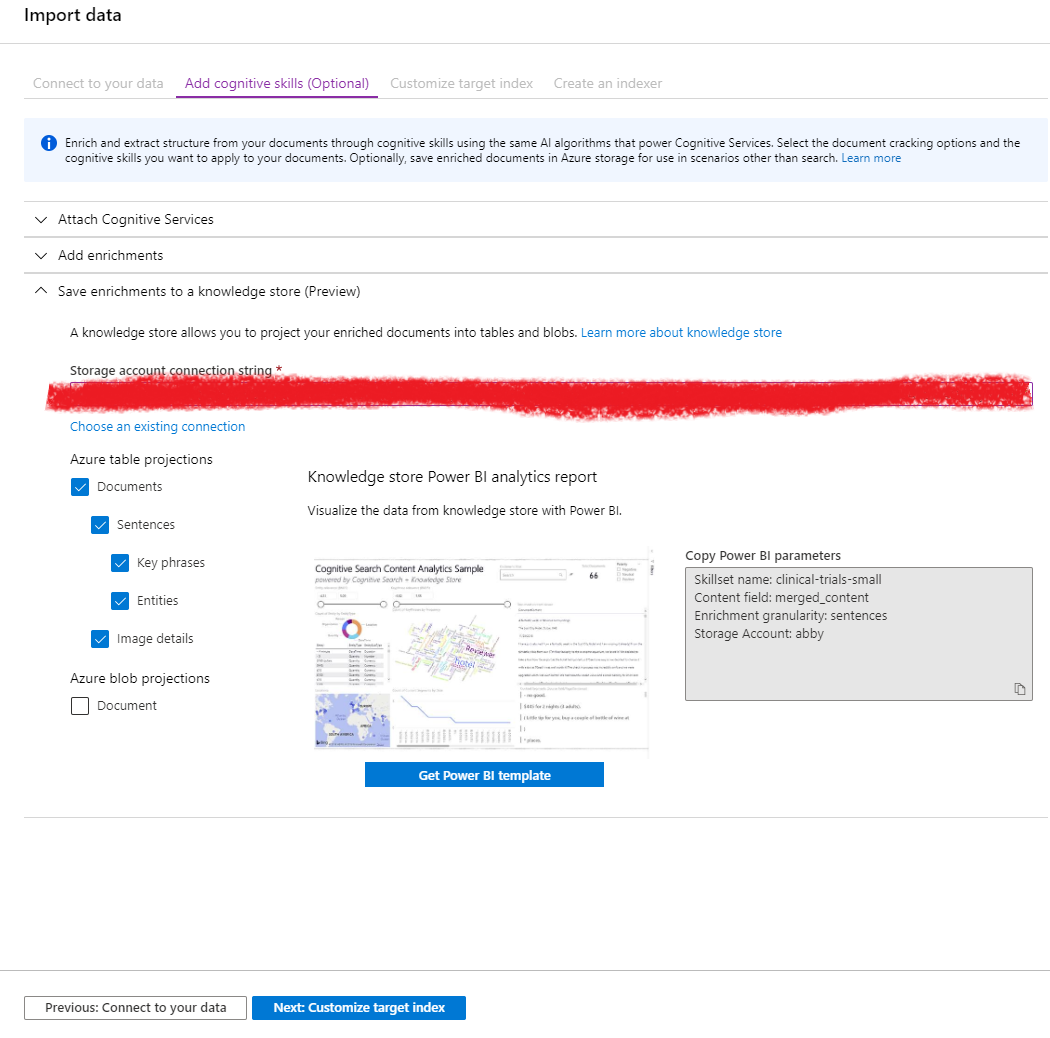 Import data
Connect to your data
Add cognitive skills (Optional)
Customize target index
Create an indexer
Enrich and extract structure from your documents through cognitive skills using the same AI algorithms that power Cognitive Services. Select the document cracking options and the
cognitive skills you want to apply to your documents. Optionally, save enriched documents in Azure storage for use in scenarios other than search. Learn more
Attach Cognitive Services
Add enrichments
Save enrichments to a knowledge store (Preview)
A knowledge store allows you to project your enriched documents into tables and blobs. Learn more about knowledge store
Storage account connection string *
Choose an existing connection
Azure table projections
Documents
Sentences
Key phrases
Entities
Image details
Azure blob projections
Document
Knowledge store Power BI analytics report
Visualize the data from knowledge store with Power BI.
Cognitive Search Content Analytics Sample
powered by Cognitive Search + Knowledge Store
66
Reviewer
hotel
Get Power BI template
Copy Power BI parameters
Skillset name: clinical-trials-small
Content field: merged_content
Enrichment granularity: sentences
Storage Account: abby
Previous: Connect to your data
Next: Customize target index